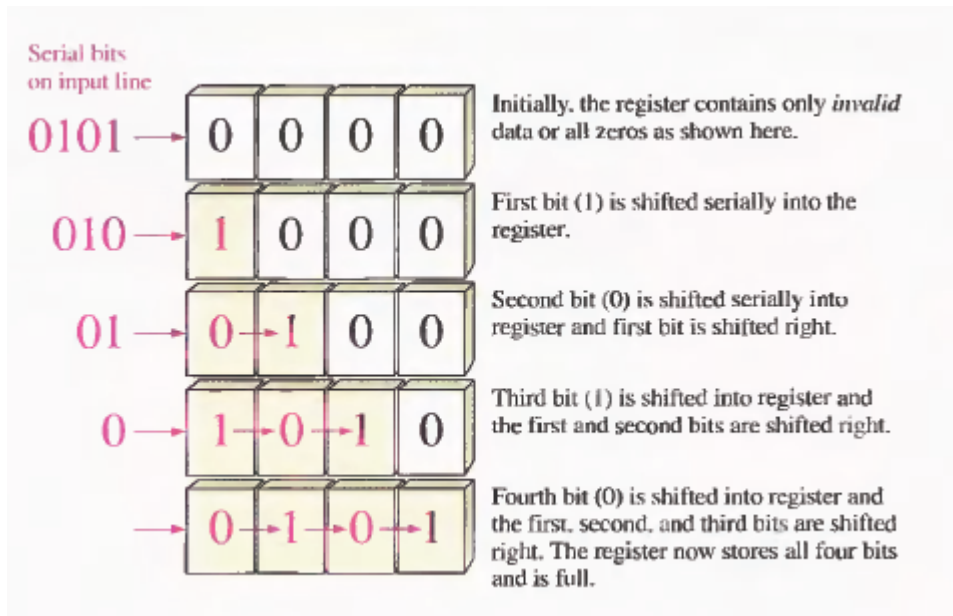 Serial bits
on input line
0101 0 0 0 0
Initially, the register contains only invalid
data or all zeros as shown here.
010 1 0 0 0
First bit (1) is shifted serially into the
register.
01 0 1 0 0
Second bit (0) is shifted serially into
register and first bit is shifted right.
0 1 0 1 0
Third bit (1) is shifted into register and
the first and second bits are shifted right.
0 1 0 1
Fourth bit (0) is shifted into register and
the first, second, and third bits are shifted
right. The register now stores all four bits
and is full.